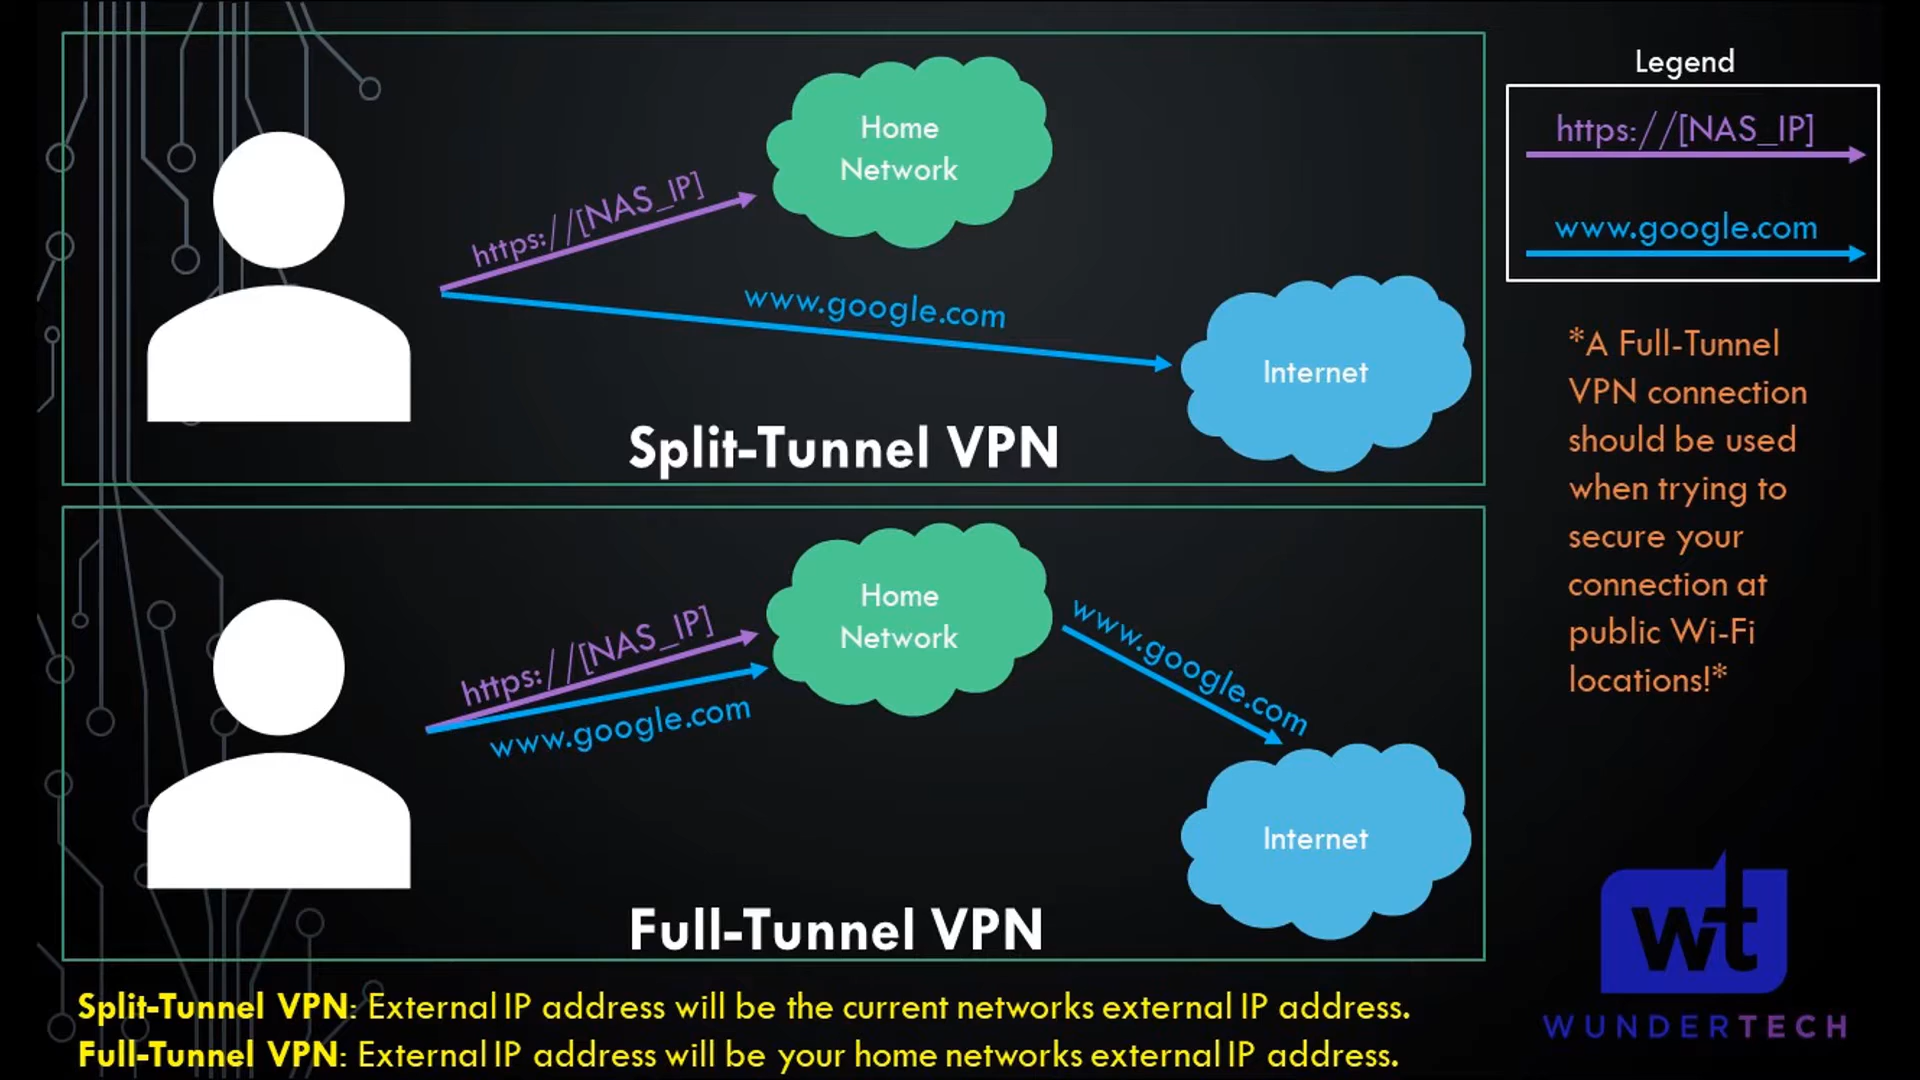 Home
Network
https://[NAS_IP]
www.google.com
Internet
Split-Tunnel VPN
Home
Network
https://[NAS_IP]
www.google.com
www.google.com
Internet
Full-Tunnel VPN
Legend
https://[NAS_IP]
www.google.com
*A Full-Tunnel
VPN connection
should be used
when trying to
secure your
connection at
public Wi-Fi
locations!*
wt
WUNDERTECH
Split-Tunnel VPN: External IP address will be the current networks external IP address.
Full-Tunnel VPN: External IP address will be your home networks external IP address.